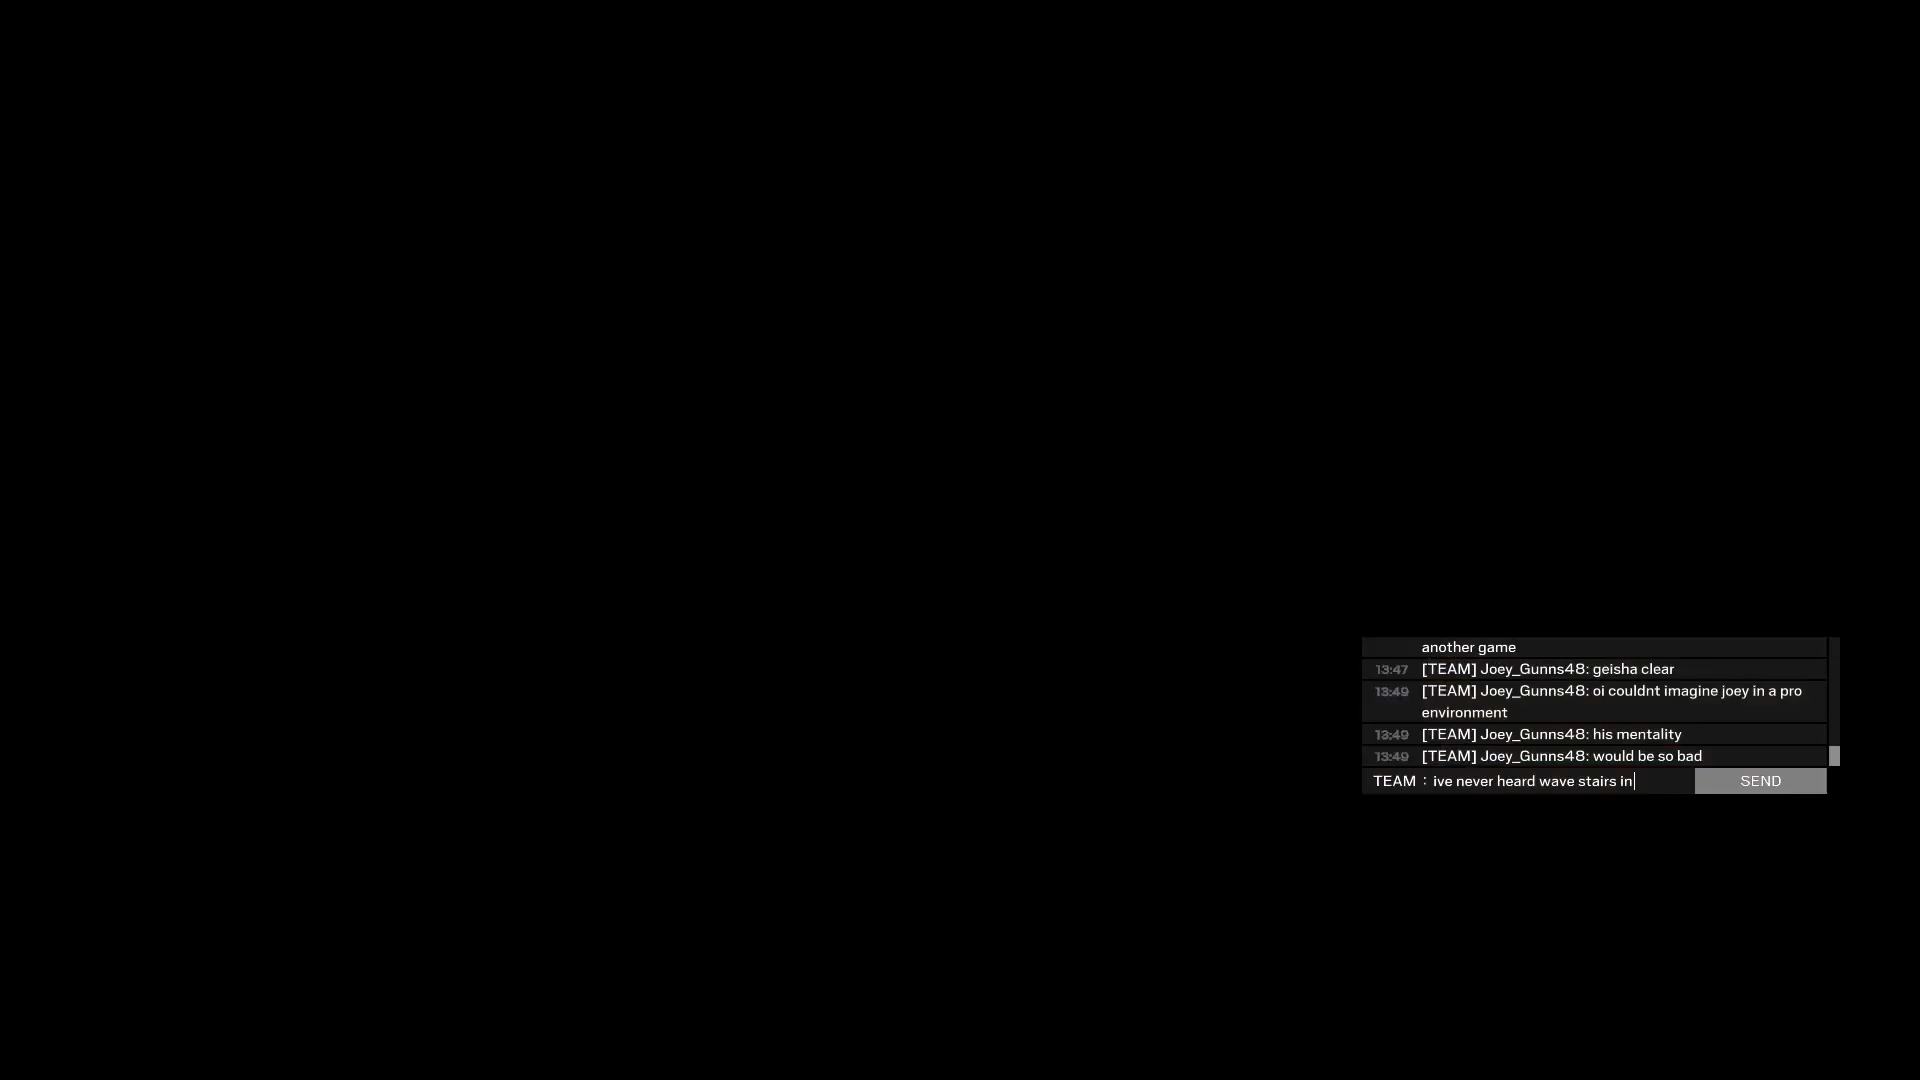 another game
13:47 [TEAM] Joey_Gunns48: geisha clear
13:49 [TEAM] Joey_Gunns48: oi couldnt imagine joey in a pro
environment
13:49 [TEAM] Joey_Gunns48: his mentality
13:49 [TEAM] Joey_Gunns48: would be so bad
TEAM : ive never heard wave stairs in SEND